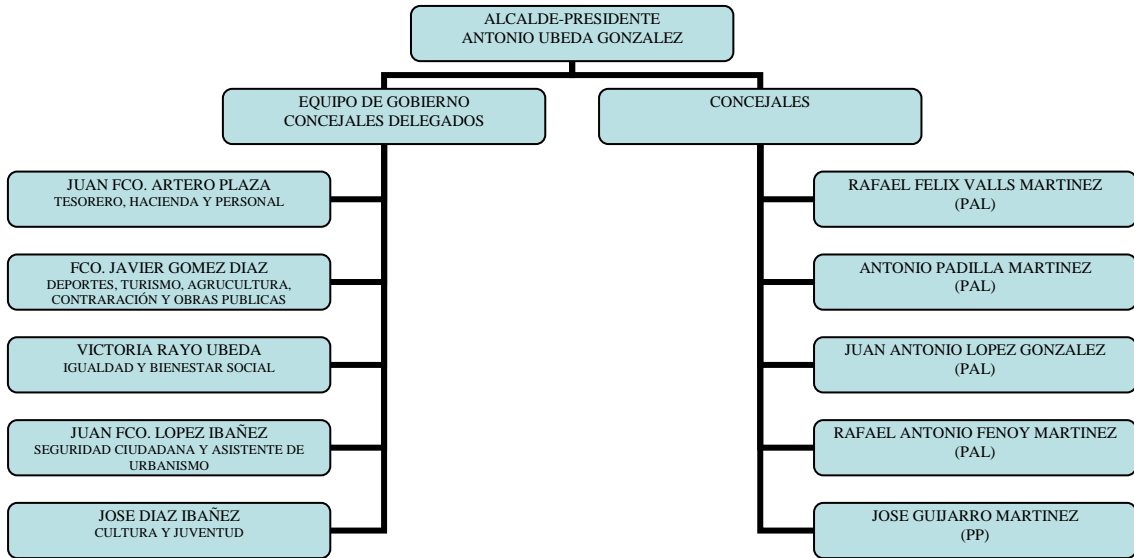 ALCALDE-PRESIDENTE
ANTONIO UBEDA GONZALEZ
EQUIPO DE GOBIERNO
CONCEJALES DELEGADOS
CONCEJALES
JUAN FCO. ARTERO PLAZA
TESORERO, HACIENDA Y PERSONAL
FCO. JAVIER GOMEZ DIAZ
DEPORTES, TURISMO, AGRUCULTURA,
CONTRARACIÓN Y OBRAS PUBLICAS
VICTORIA RAYO UBEDA
IGUALDAD Y BIENESTAR SOCIAL
JUAN FCO. LOPEZ IBAÑEZ
SEGURIDAD CIUDADANA Y ASISTENTE DE
URBANISMO
JOSE DIAZ IBAÑEZ
CULTURA Y JUVENTUD
RAFAEL FELIX VALLS MARTINEZ
(PAL)
ANTONIO PADILLA MARTINEZ
(PAL)
JUAN ANTONIO LOPEZ GONZALEZ
(PAL)
RAFAEL ANTONIO FENOY MARTINEZ
(PAL)
JOSE GUIJARRO MARTINEZ
(PP)